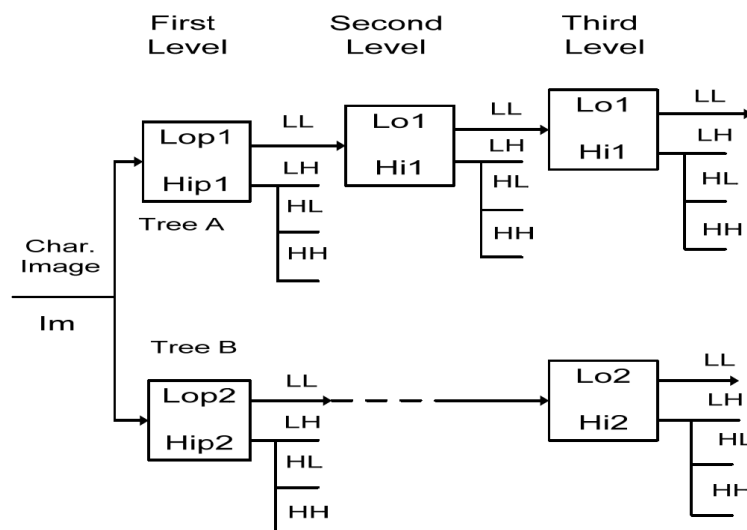 First
Level
Second
Level
Third
Level
Lop1
Hip1
LL
LH
HL
HH
Tree A
Lo1
Hi1
LL
LH
HL
HH
Lo1
Hi1
LL
LH
HL
HH
Char.
Image
Im
Tree B
Lop2
Hip2
LL
LH
HL
HH
Lo2
Hi2
LL
LH
HL
HH